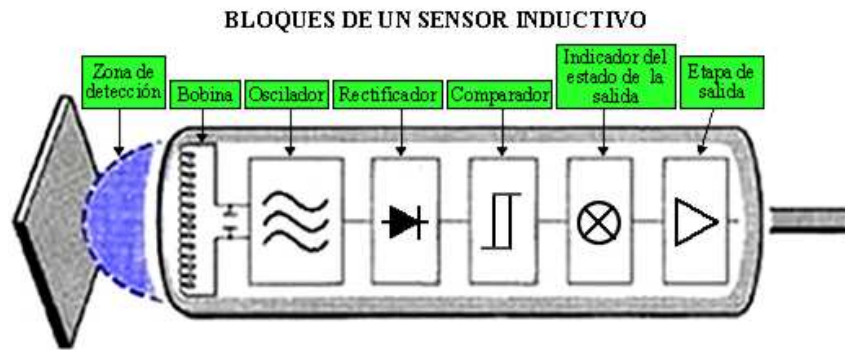 BLOQUES DE UN SENSOR INDUCTIVO
Zona de
detección
Bobina
Oscilador
Rectificador
Comparador
Indicador del
estado de la
salida
Etapa de
salida